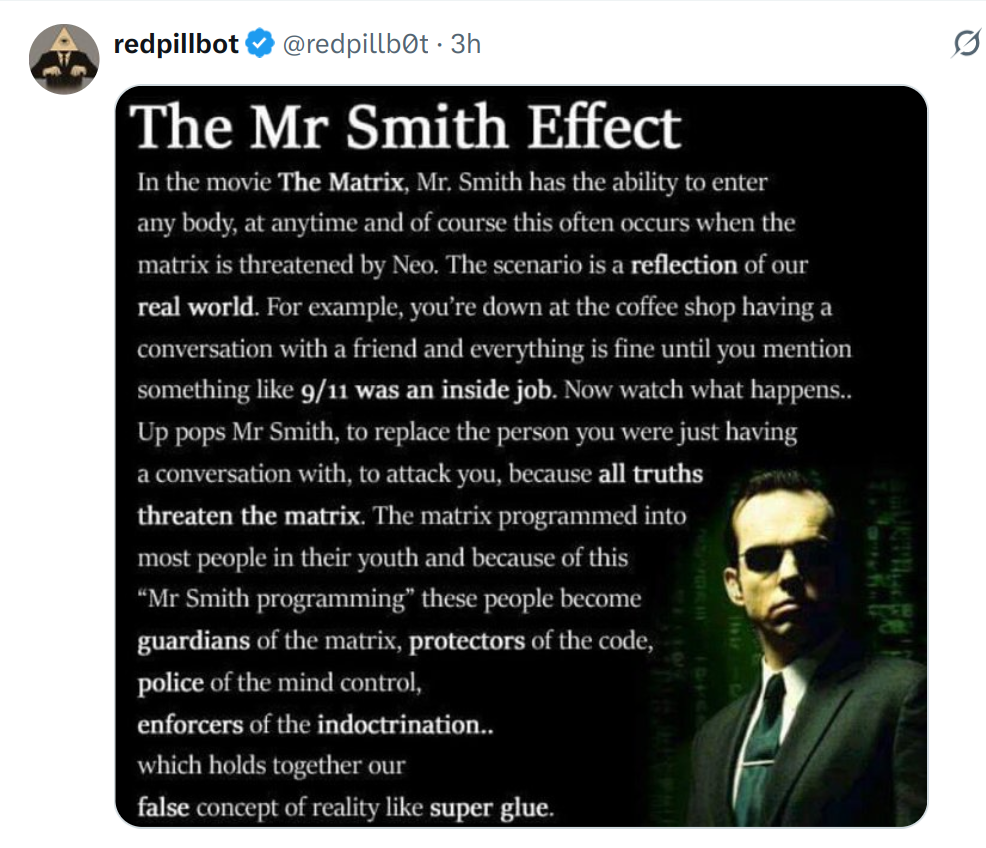 redpillbot @redpillb0t · 3h
The Mr Smith Effect
In the movie The Matrix, Mr. Smith has the ability to enter
any body, at anytime and of course this often occurs when the
matrix is threatened by Neo. The scenario is a reflection of our
real world. For example, you’re down at the coffee shop having a
conversation with a friend and everything is fine until you mention
something like 9/11 was an inside job. Now watch what happens..
Up pops Mr Smith, to replace the person you were just having
a conversation with, to attack you, because all truths
threaten the matrix. The matrix programmed into
most people in their youth and because of this
“Mr Smith programming” these people become
guardians of the matrix, protectors of the code,
police of the mind control,
enforcers of the indoctrination..
which holds together our
false concept of reality like super glue.